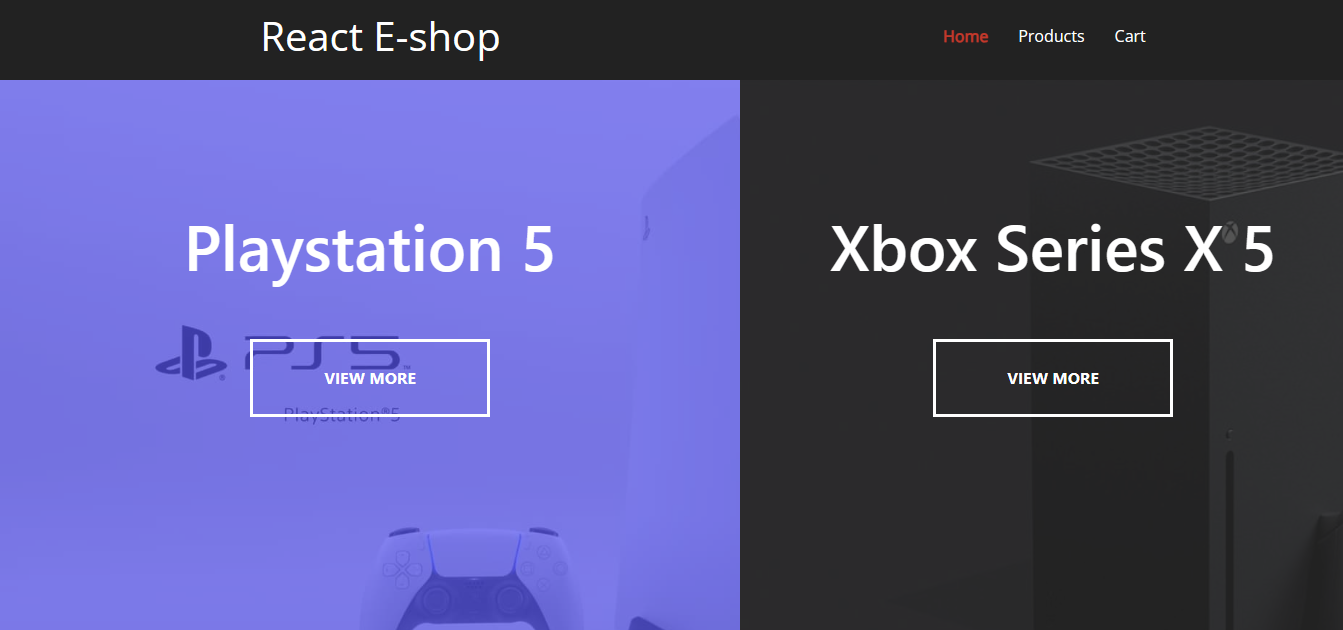 React E-shop
Home Products Cart
Playstation 5
Xbox Series X 5
PS5
VIEW MORE
VIEW MORE
PlayStation®5